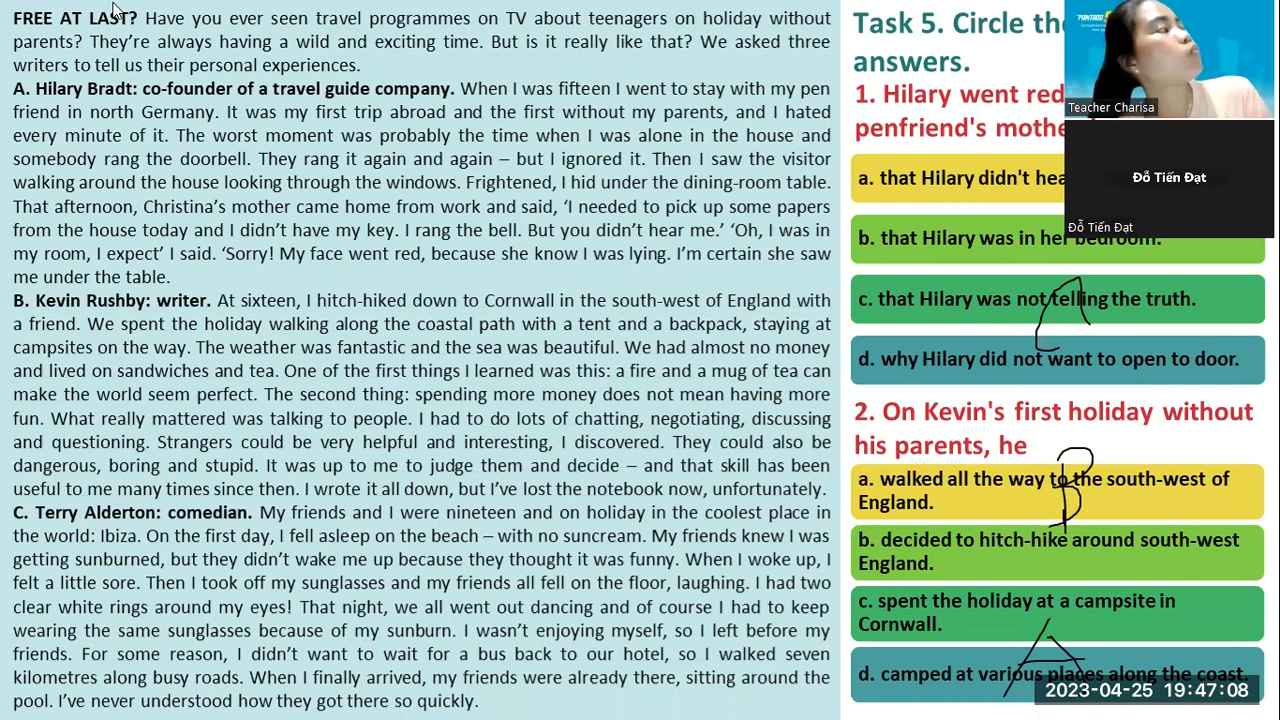 FREE AT LAST? Have you ever seen travel programmes on TV about teenagers on holiday without
parents? They're always having a wild and exciting time. But is it really like that? We asked three
writers to tell us their personal experiences.
A. Hilary Bradt: co-founder of a travel guide company. When I was fifteen I went to stay with my pen
friend in north Germany. It was my first trip abroad and the first without my parents, and I hated
every minute of it. The worst moment was probably the time when I was alone in the house and
somebody rang the doorbell. They rang it again and again – but I ignored it. Then I saw the visitor
walking around the house looking through the windows. Frightened, I hid under the dining-room table.
That afternoon, Christina's mother came home from work and said, 'I needed to pick up some papers
from the house today and I didn't have my key. I rang the bell. But you didn't hear me.' 'Oh, I was in
my room, I expect' I said. 'Sorry! My face went red, because she know I was lying. I'm certain she saw
me under the table.
B. Kevin Rushby: writer. At sixteen, I hitch-hiked down to Cornwall in the south-west of England with
a friend. We spent the holiday walking along the coastal path with a tent and a backpack, staying at
campsites on the way. The weather was fantastic and the sea was beautiful. We had almost no money
and lived on sandwiches and tea. One of the first things I learned was this: a fire and a mug of tea can
make the world seem perfect. The second thing: spending more money does not mean having more
fun. What really nattered was talking to people. I had to do lots of chatting, negotiating, discussing
and questioning. Strangers could be very helpful and interesting, I discovered. They could also be
dangerous, boring and stupid. It was up to me to judge them and decide – and that skill has been
useful to me many times since then. I wrote it all down, but I've lost the notebook now, unfortunately.
C. Terry Alderton: comedian. My friends and I were nineteen and on holiday in the coolest place in
the world: Ibiza. On the first day, I fell asleep on the beach – with no suncream. My friends knew I was
getting sunburned, but they didn't wake me up because they thought it was funny. When I woke up, I
felt a little sore. Then I took off my sunglasses and my friends all fell on the floor, laughing. I had two
clear white rings around my eyes! That night, we all went out dancing and of course I had to keep
wearing the same sunglasses because of my sunburn. I wasn't enjoying myself, so I left before my
friends. For some reason, I didn't want to wait for a bus back to our hotel, so I walked seven
kilometres along busy roads. When I finally arrived, my friends were already there, sitting around the
pool. I've never understood how they got there so quickly.
Task 5. Circle the
answers.
1. Hilary went red
penfriend's mothe
a. that Hilary didn't hea
b. that Hilary was in her bedroom.
c. that Hilary was not telling the truth.
d. why Hilary did not want to open to door.
2. On Kevin's first holiday without
his parents, he
a. walked all the way to the south-west of
England.
B
b. decided to hitch-hike around south-west
England.
c. spent the holiday at a campsite in
Cornwall.
A
d. camped at various places along the coast.
Teacher Charisa
Đỗ Tiến Đạt
Đỗ Tiến Đạt
2023-04-25 19:47:08